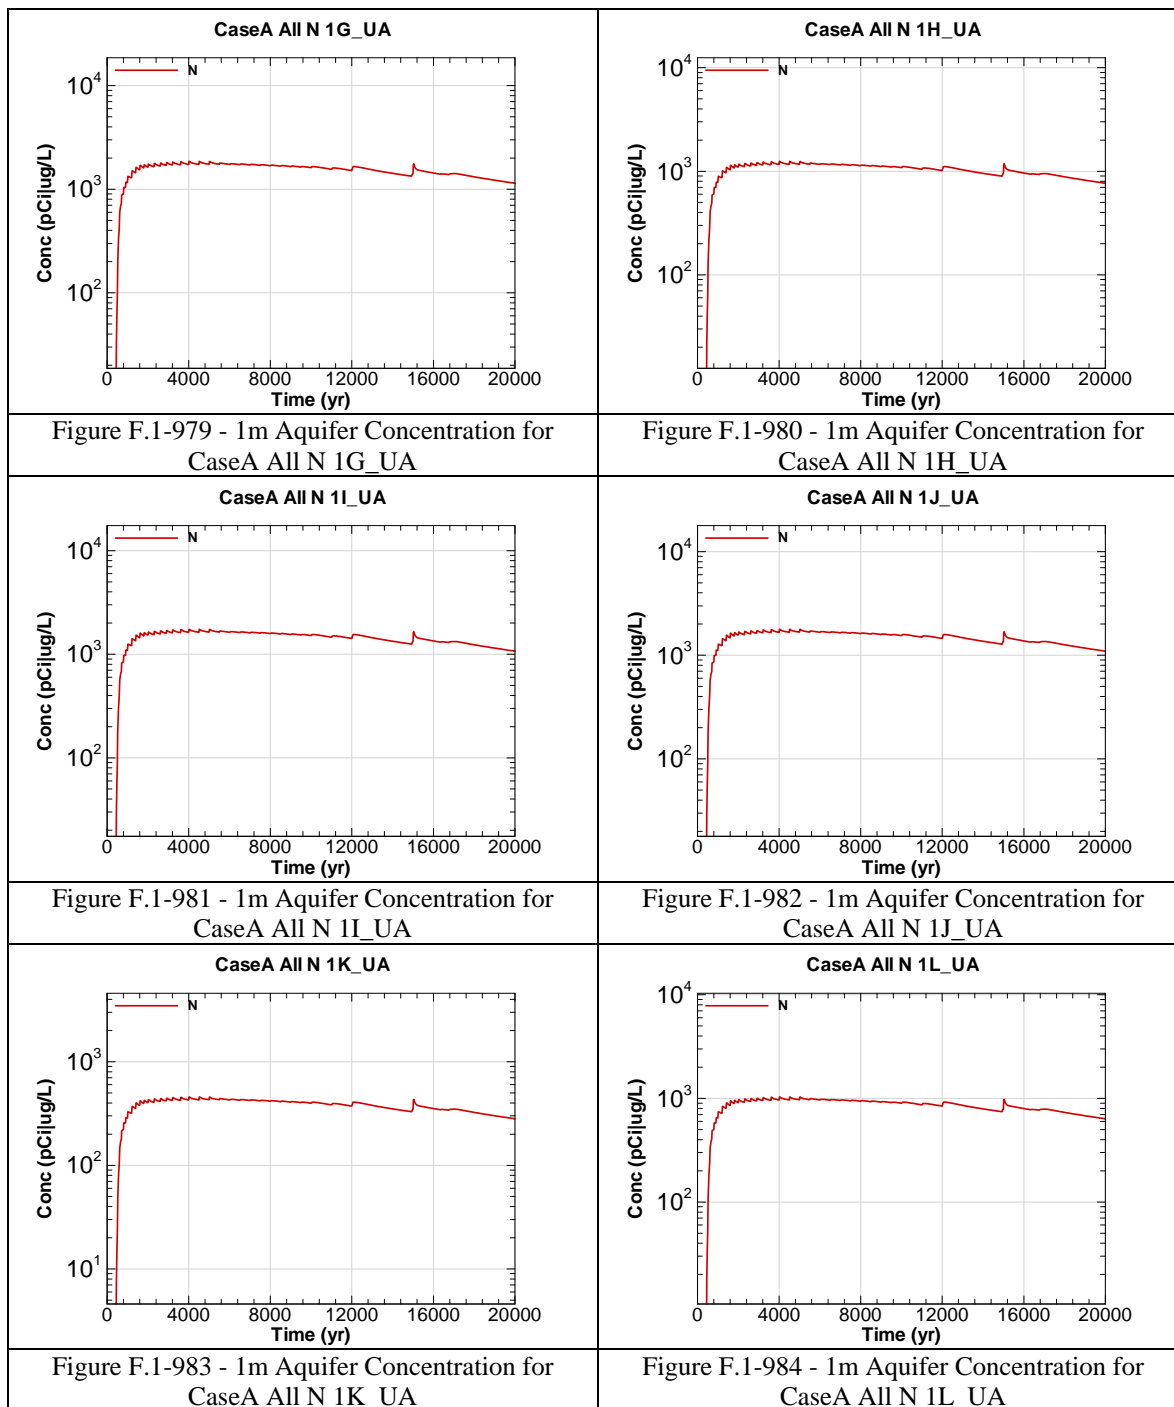 CaseA All N 1G_UA
N
10^4
10^3
10^2
Conc (pCi|ug/L)
0 4000 8000 12000 16000 20000
Time (yr)
Figure F.1-979 - 1m Aquifer Concentration for
CaseA All N 1G_UA
CaseA All N 1H_UA
N
10^4
10^3
10^2
Conc (pCi|ug/L)
0 4000 8000 12000 16000 20000
Time (yr)
Figure F.1-980 - 1m Aquifer Concentration for
CaseA All N 1H_UA
CaseA All N 1I_UA
N
10^4
10^3
10^2
Conc (pCi|ug/L)
0 4000 8000 12000 16000 20000
Time (yr)
Figure F.1-981 - 1m Aquifer Concentration for
CaseA All N 1I_UA
CaseA All N 1J_UA
N
10^4
10^3
10^2
Conc (pCi|ug/L)
0 4000 8000 12000 16000 20000
Time (yr)
Figure F.1-982 - 1m Aquifer Concentration for
CaseA All N 1J_UA
CaseA All N 1K_UA
N
10^3
10^2
10^1
Conc (pCi|ug/L)
0 4000 8000 12000 16000 20000
Time (yr)
Figure F.1-983 - 1m Aquifer Concentration for
CaseA All N 1K_UA
CaseA All N 1L_UA
N
10^4
10^3
10^2
Conc (pCi|ug/L)
0 4000 8000 12000 16000 20000
Time (yr)
Figure F.1-984 - 1m Aquifer Concentration for
CaseA All N 1L_UA